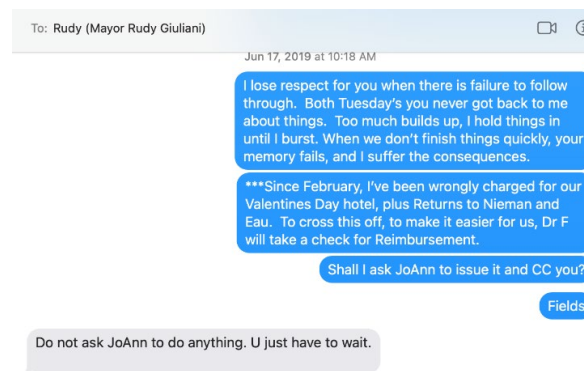 To: Rudy (Mayor Rudy Giuliani)
Jun 17, 2019 at 10:18 AM
I lose respect for you when there is failure to follow
through. Both Tuesday's you never got back to me
about things. Too much builds up, I hold things in
until I burst. When we don't finish things quickly, your
memory fails, and I suffer the consequences.
***Since February, I've been wrongly charged for our
Valentines Day hotel, plus Returns to Nieman and
Eau. To cross this off, to make it easier for us, Dr F
will take a check for Reimbursement.
Shall I ask JoAnn to issue it and CC you?
Fields
Do not ask JoAnn to do anything. U just have to wait.